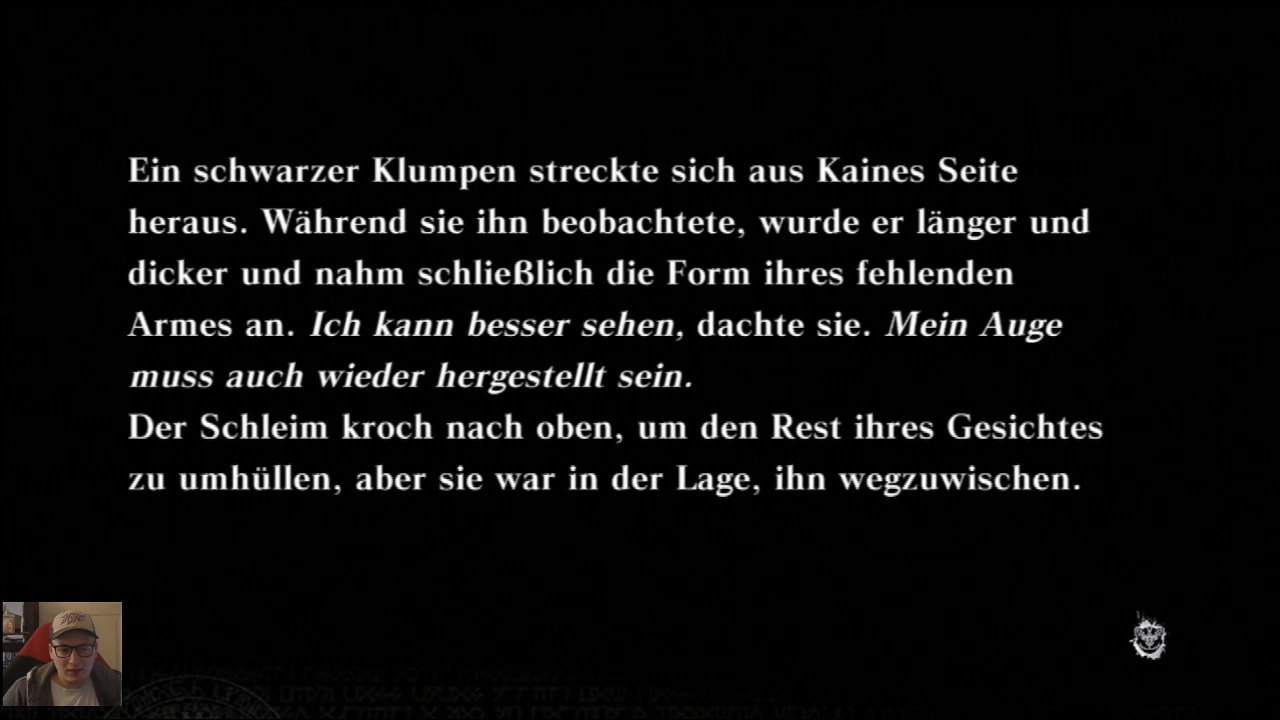 Ein schwarzer Klumpen streckte sich aus Kaines Seite
heraus. Während sie ihn beobachtete, wurde er länger und
dicker und nahm schließlich die Form ihres fehlenden
Armes an. Ich kann besser sehen, dachte sie. Mein Auge
muss auch wieder hergestellt sein.
Der Schleim kroch nach oben, um den Rest ihres Gesichtes
zu umhüllen, aber sie war in der Lage, ihn wegzuwischen.